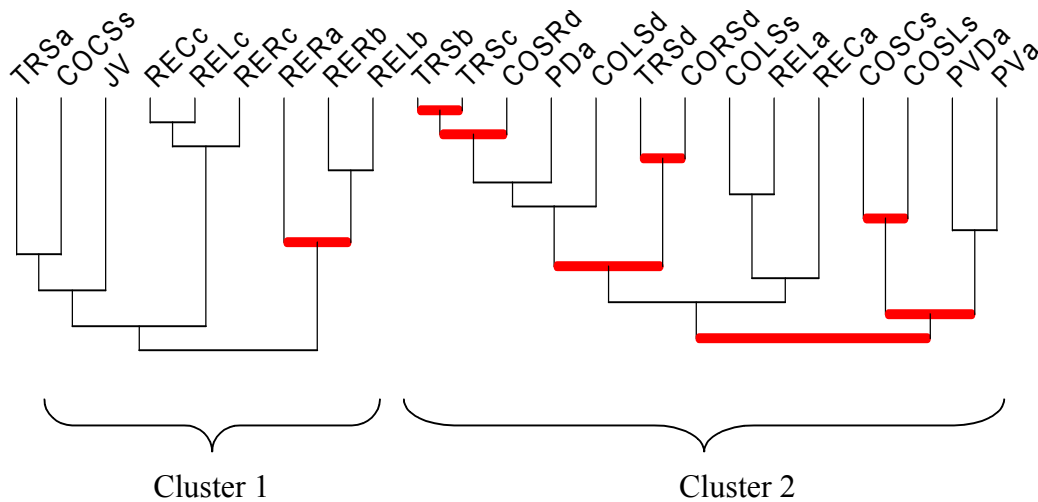 TRSa
COCSs
JV
RECc
RELc
RERc
RERa
RERb
RELb
TRSb
TRSc
COSRd
PDa
COLSd
TRSd
CORSd
COLSs
RELa
RECa
COSCs
COSLs
PVDa
PVa
Cluster 1
Cluster 2